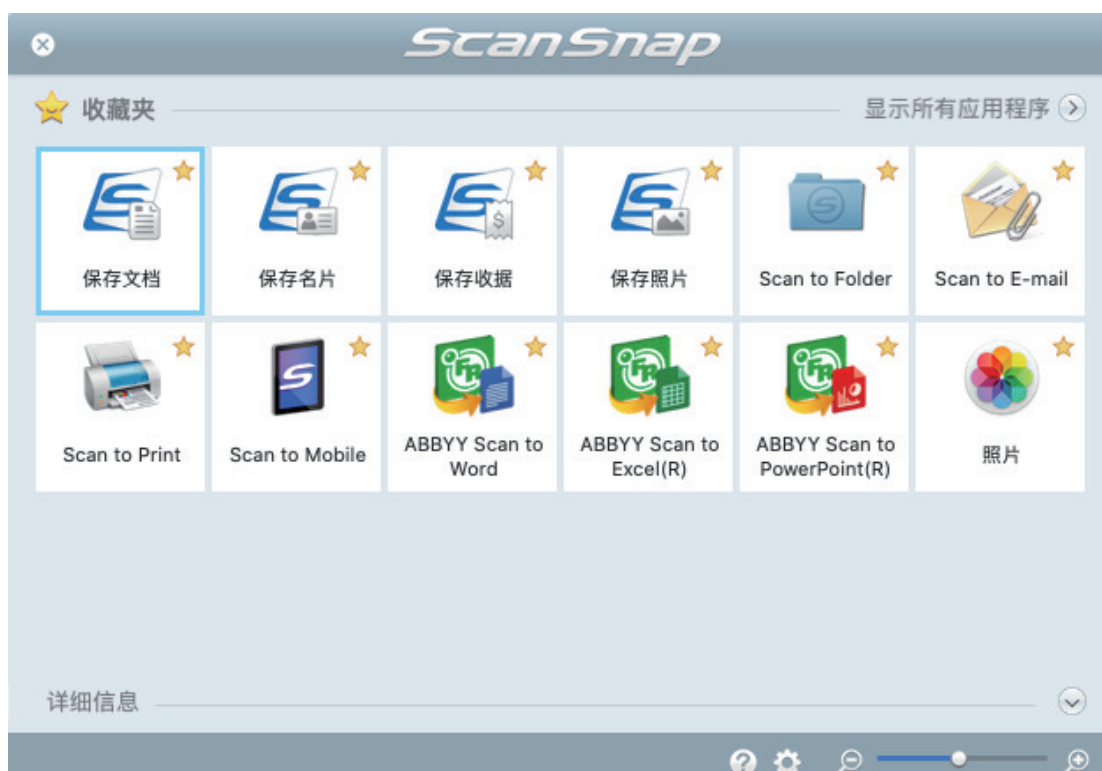 ScanSnap
收藏夹
显示所有应用程序
保存文档
保存名片
保存收据
保存照片
Scan to Folder
Scan to E-mail
Scan to Print
Scan to Mobile
ABBYY Scan to
Word
ABBYY Scan to
Excel(R)
ABBYY Scan to
PowerPoint(R)
照片
详细信息